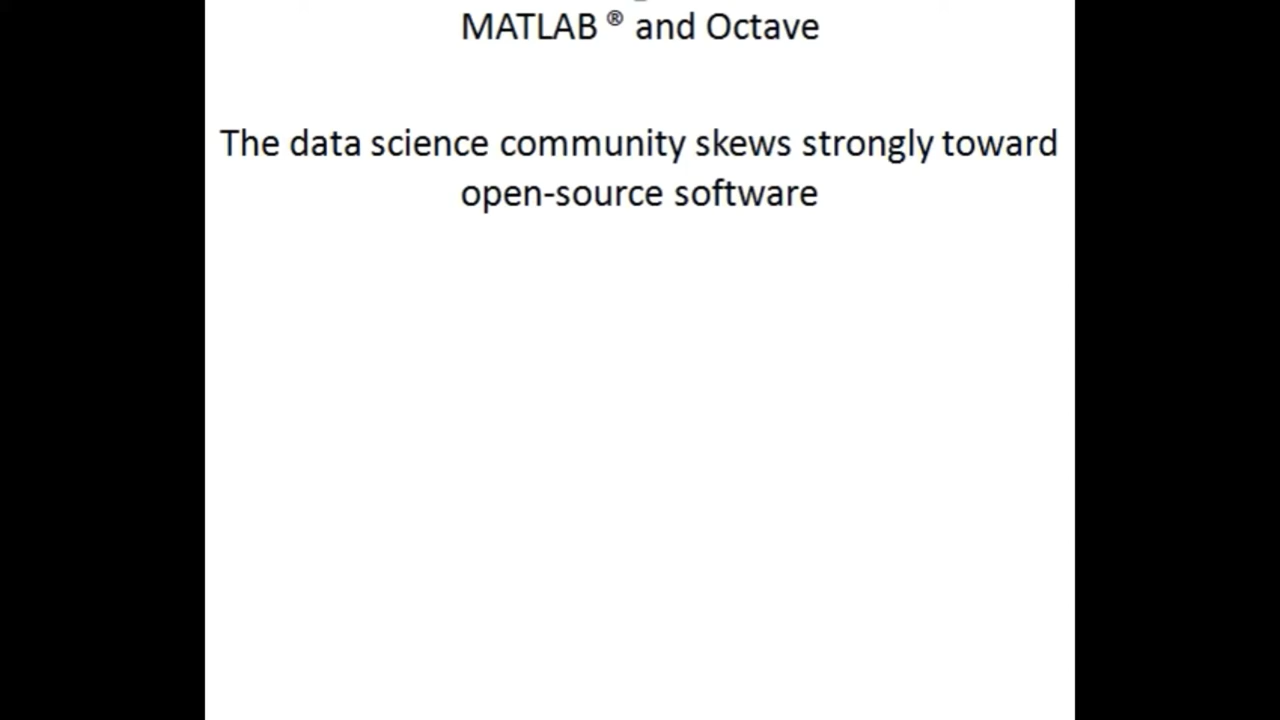 MATLAB ® and Octave
The data science community skews strongly toward
open-source software